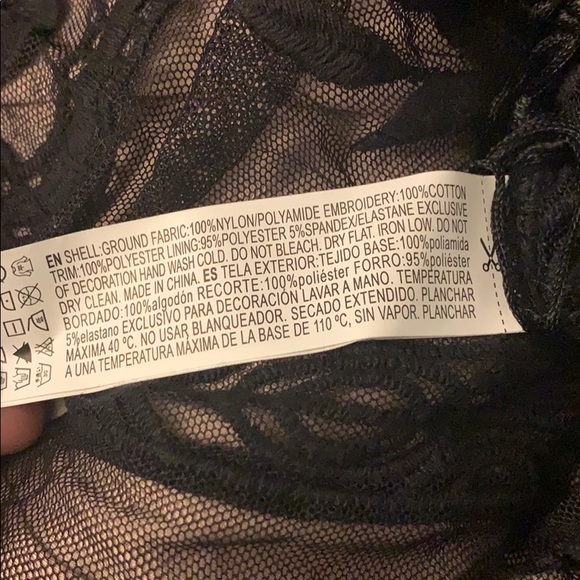 EN SHELL:GROUND FABRIC:100%NYLON/POLYAMIDE EMBROIDERY:100%COTTON
TRIM:100%POLYESTER LINING:95%POLYESTER 5%SPANDEX/ELASTANE EXCLUSIVE
OF DECORATION HAND WASH COLD. DO NOT BLEACH. DRY FLAT. IRON LOW. DO NOT
DRY CLEAN. MADE IN CHINA. ES TELA EXTERIOR:TEJIDO BASE:100%poliamida
BORDADO:100%algodón RECORTE:100%poliéster FORRO:95%poliéster
5%elastano EXCLUSIVO PARA DECORACIÓN LAVAR A MANO. TEMPERATURA
MÁXIMA 40 ºC. NO USAR BLANQUEADOR. SECADO EXTENDIDO. PLANCHAR
A UNA TEMPERATURA MÁXIMA DE LA BASE DE 110 ºC, SIN VAPOR. PLANCHAR